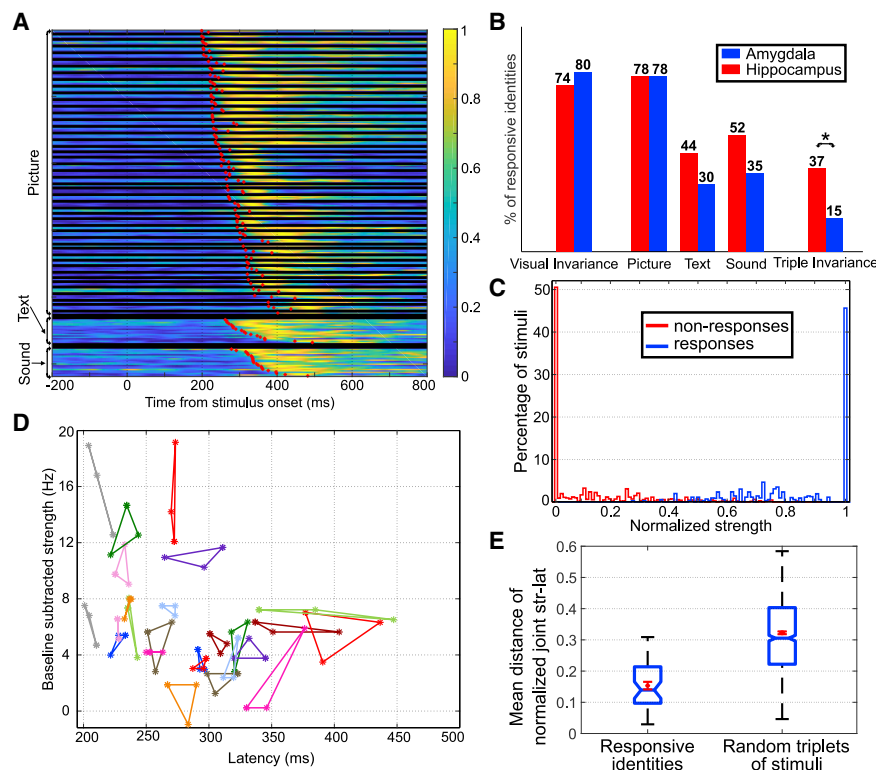 A
Picture
Text
Sound
-200 0 200 400 600 800
Time from stimulus onset (ms)
1
0.8
0.6
0.4
0.2
0
B
% of responsive identities
Amygdala
Hippocampus
74 80 78 78 44 30 52 35 37 15
*
Visual Invariance Picture Text Sound Triple Invariance
C
Percentage of stimuli
50
40
30
20
10
0
non-responses
responses
0 0.2 0.4 0.6 0.8 1
Normalized strength
D
Baseline subtracted strength (Hz)
20
16
12
8
4
0
200 250 300 350 400 450 500
Latency (ms)
E
Mean distance of
normalized joint str-lat
0.6
0.5
0.4
0.3
0.2
0.1
0
Responsive
identities
Random triplets
of stimuli